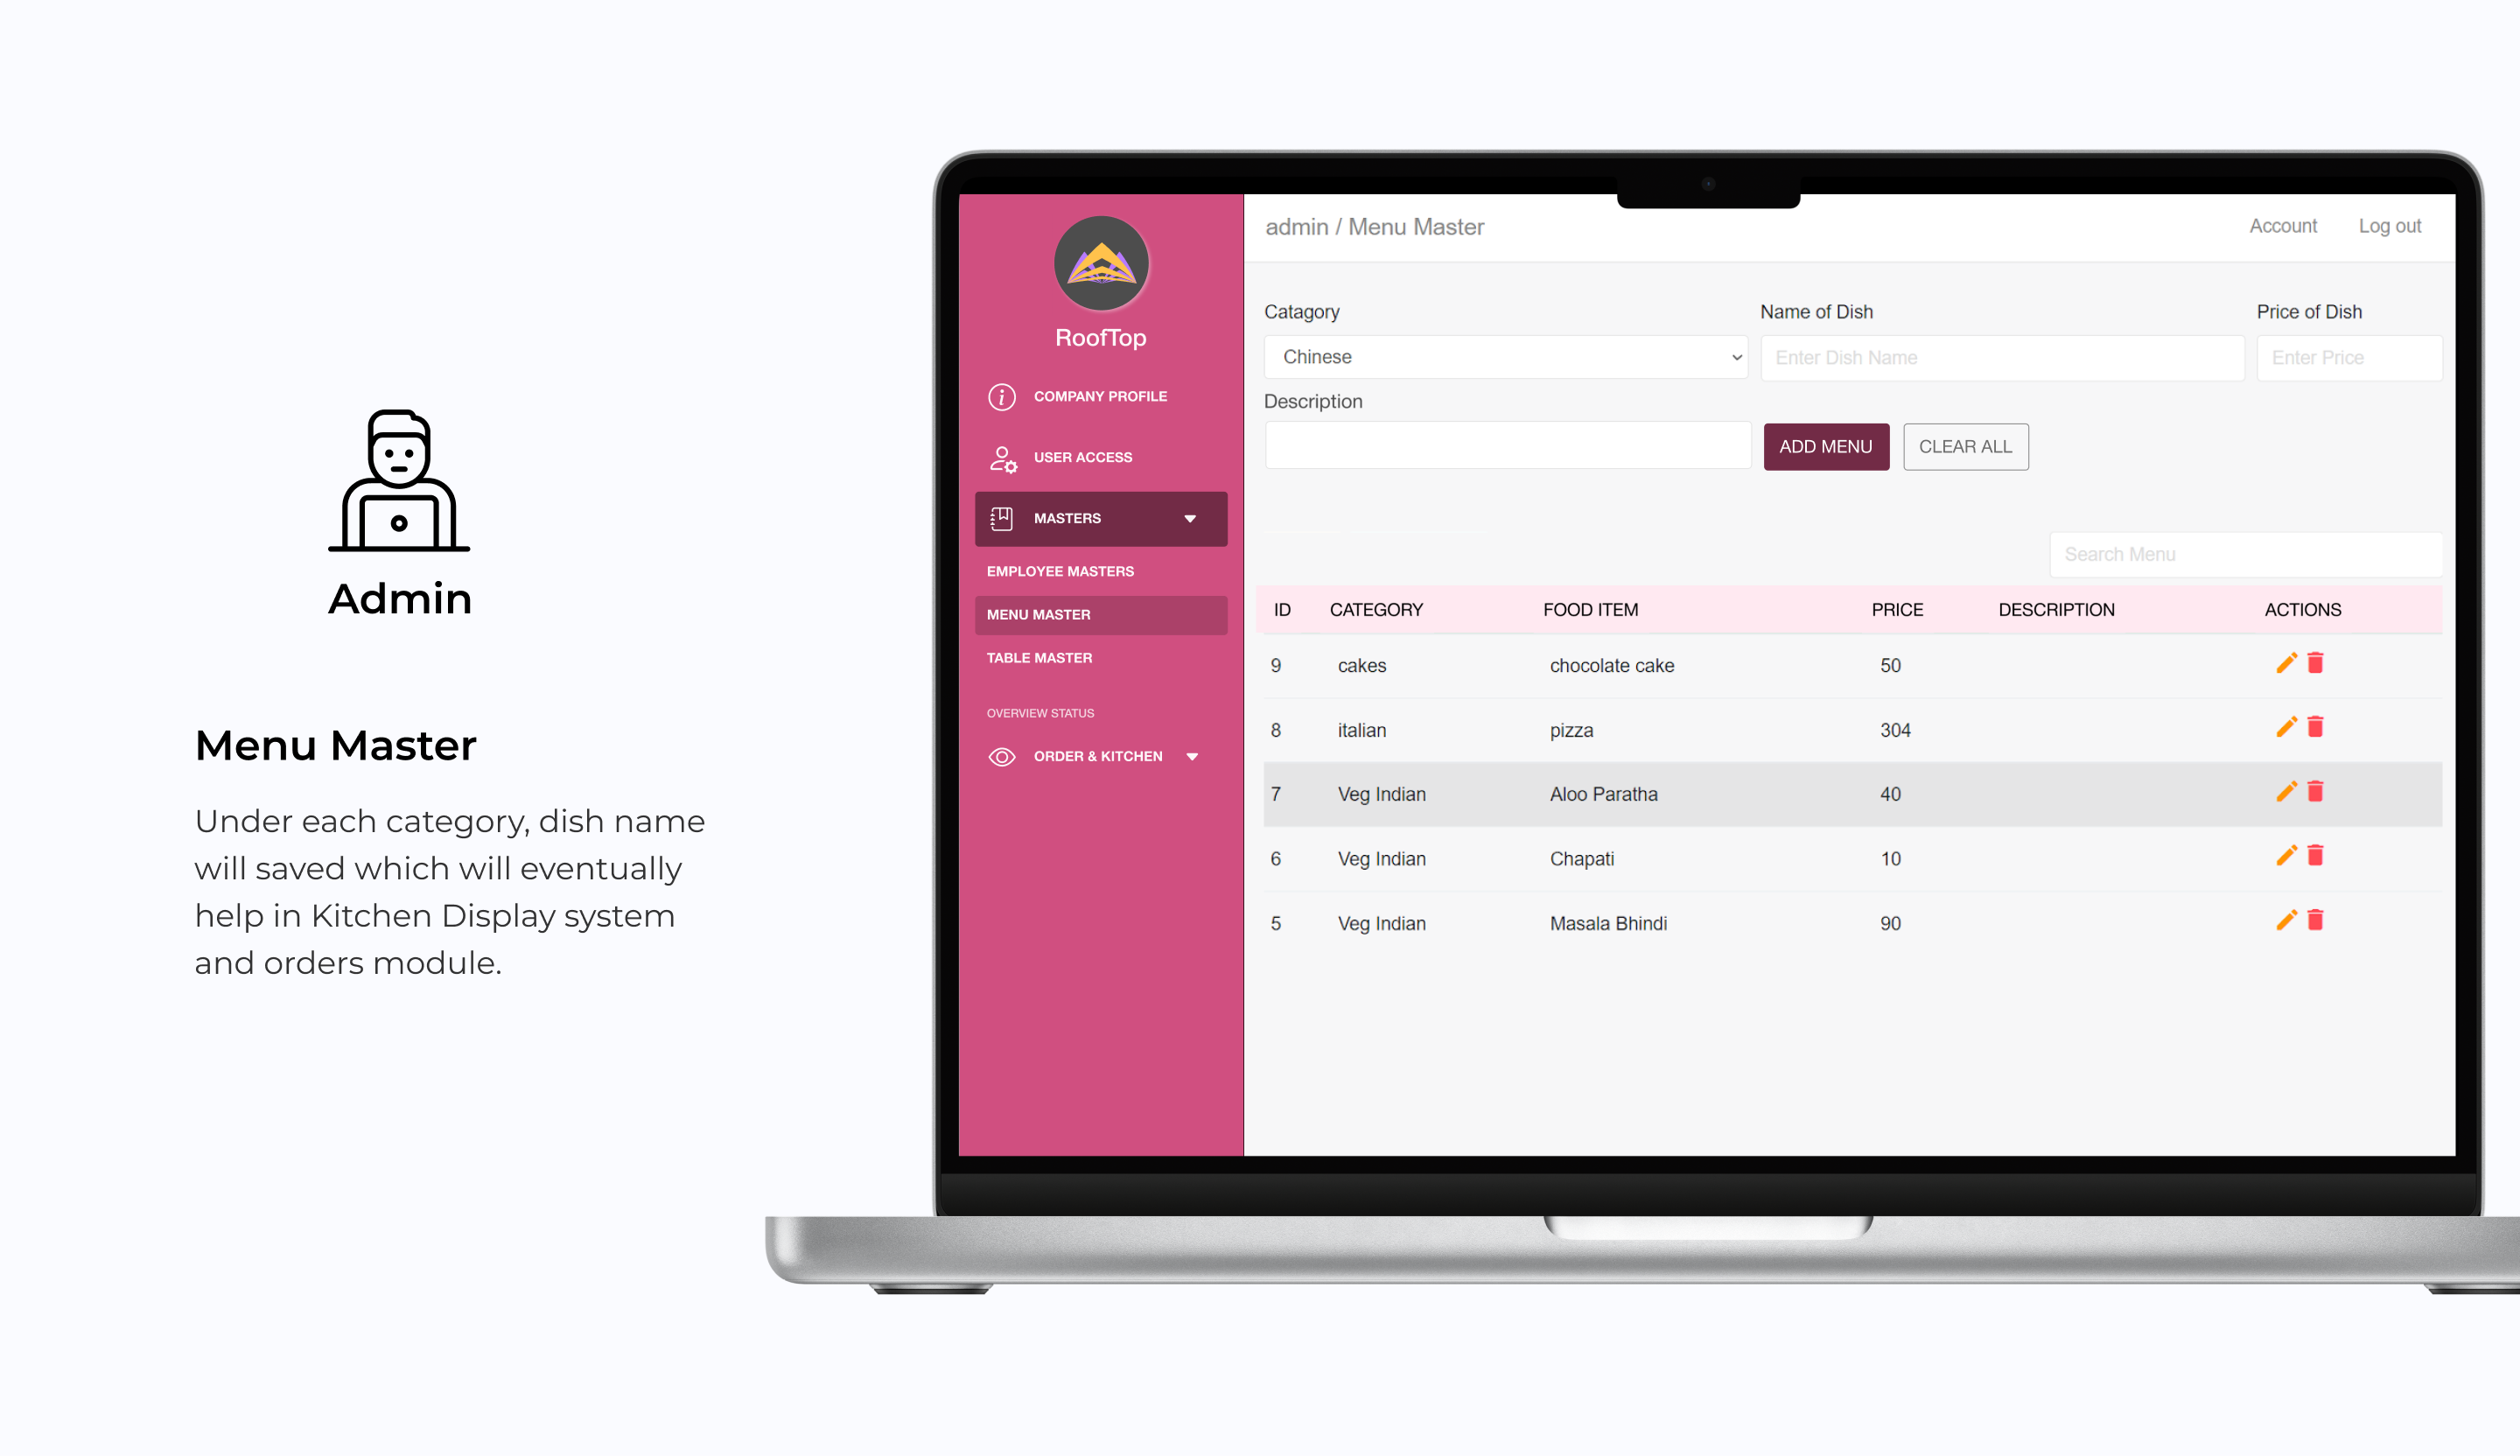 Admin
Menu Master
Under each category, dish name
will saved which will eventually
help in Kitchen Display system
and orders module.
RoofTop
COMPANY PROFILE
USER ACCESS
MASTERS
EMPLOYEE MASTERS
MENU MASTER
TABLE MASTER
OVERVIEW STATUS
ORDER & KITCHEN
admin / Menu Master
Account Log out
Catagory Name of Dish Price of Dish
Chinese Enter Dish Name Enter Price
Description
ADD MENU CLEAR ALL
Search Menu
ID CATEGORY FOOD ITEM PRICE DESCRIPTION ACTIONS
9 cakes chocolate cake 50
8 italian pizza 304
7 Veg Indian Aloo Paratha 40
6 Veg Indian Chapati 10
5 Veg Indian Masala Bhindi 90